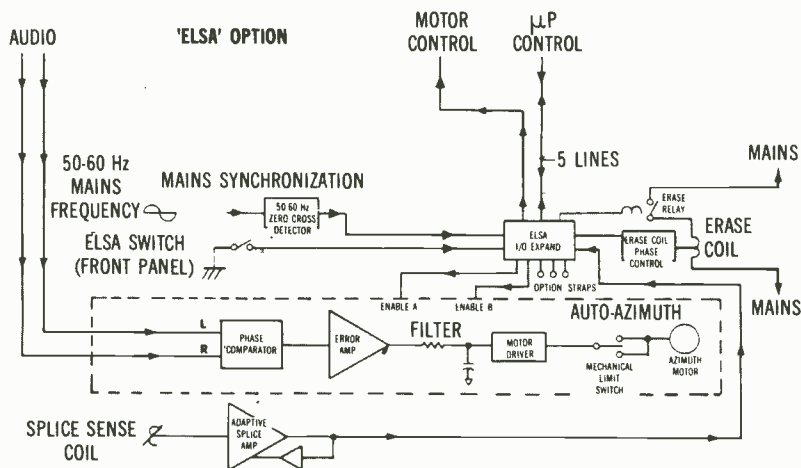 AUDIO
'ELSA' OPTION
MOTOR
CONTROL
μP
CONTROL
5 LINES
50-60 Hz
MAINS
FREQUENCY
MAINS SYNCHRONIZATION
50 60 Hz
ZERO CROSS
DETECTOR
ELSA SWITCH
(FRONT PANEL)
ELSA
I/O EXPAND
MAINS
ERASE
RELAY
ERASE COIL
PHASE
CONTROL
ERASE
COIL
MAINS
ENABLE A
ENABLE B
OPTION STRAPS
AUTO-AZIMUTH
L
R
PHASE
COMPARATOR
ERROR
AMP
FILTER
MOTOR
DRIVER
MECHANICAL
LIMIT
SWITCH
AZIMUTH
MOTOR
SPLICE SENSE
COIL
ADAPTIVE
SPLICE
AMP